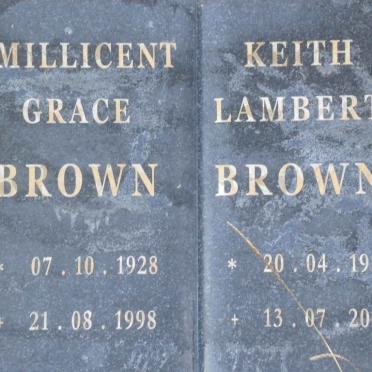 MILLICENT
GRACE
BROWN
* 07.10.1928
+ 21.08.1998
KEITH
LAMBERT
BROWN
* 20.04.19
+ 13.07.20